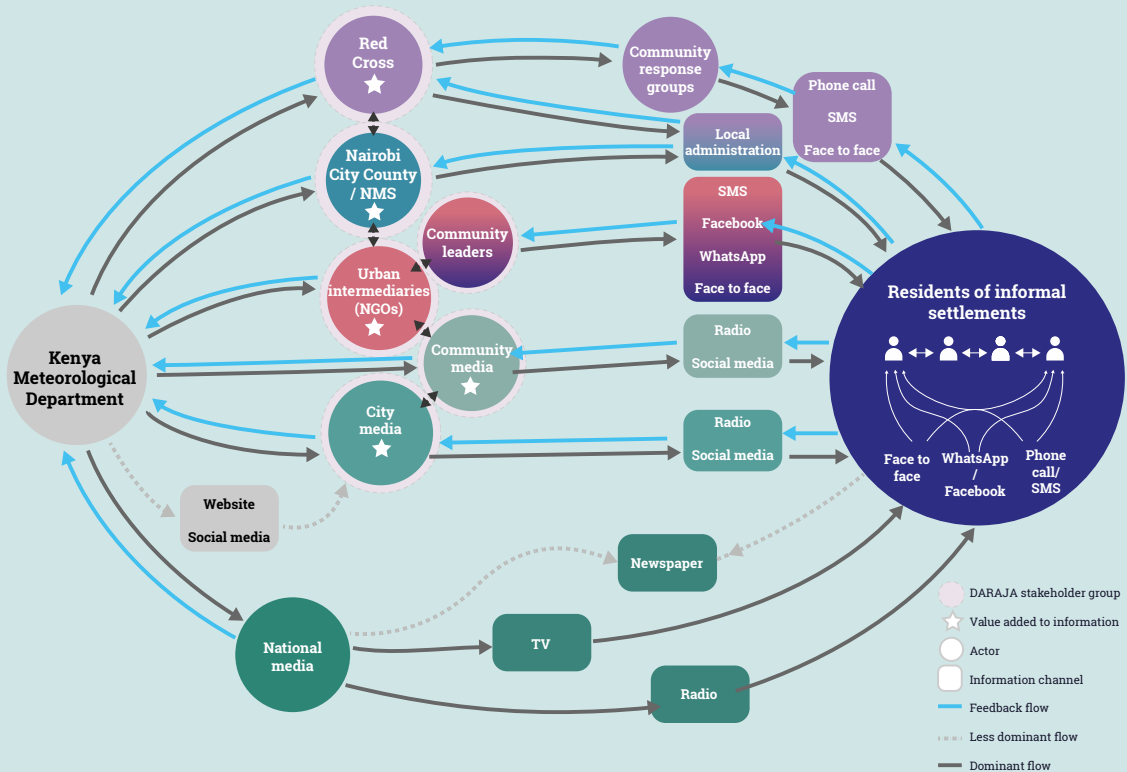 Red
Cross
Community
response
groups
Phone call
SMS
Face to face
Local
administration
Nairobi
City County
/ NMS
SMS
Facebook
WhatsApp
Face to face
Community
leaders
Urban
intermediaries
(NGOs)
Residents of informal
settlements
Radio
Social media
Community
media
Kenya
Meteorological
Department
City
media
Radio
Social media
Face to
face
WhatsApp
/
Facebook
Phone
call/
SMS
Website
Social media
Newspaper
National
media
TV
Radio
DARAJA stakeholder group
Value added to information
Actor
Information channel
Feedback flow
Less dominant flow
Dominant flow